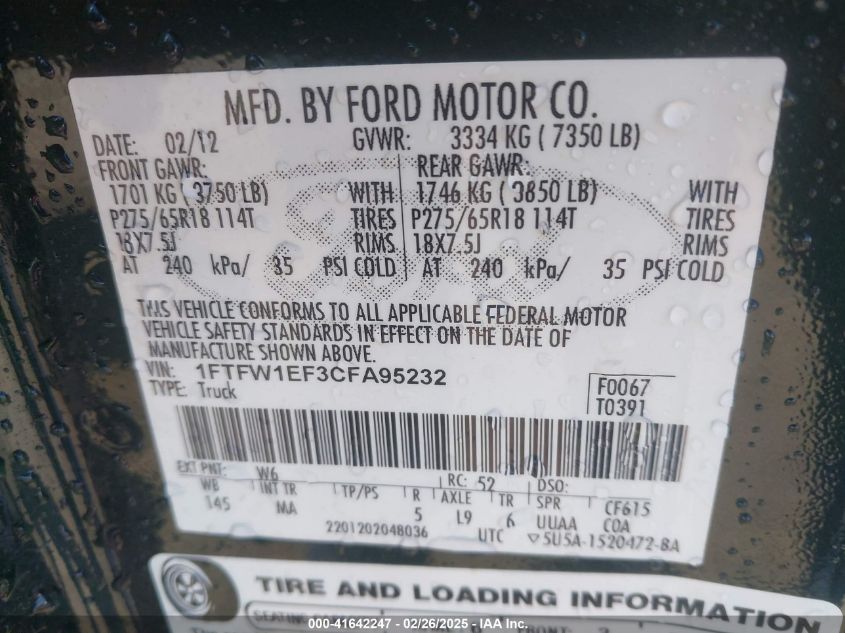 MFD. BY FORD MOTOR CO.
DATE: 02/12 GVWR: 3334 KG ( 7350 LB)
FRONT GAWR: REAR GAWR:
1701 KG (3750 LB) WITH 1746 KG ( 3850 LB) WITH
P275/65R18 114T TIRES P275/65R18 114T TIRES
18X7.5J RIMS 18X7.5J RIMS
AT 240 kPa/ 35 PSI COLD AT 240 kPa/ 35 PSI COLD
THIS VEHICLE CONFORMS TO ALL APPLICABLE FEDERAL MOTOR
VEHICLE SAFETY STANDARDS IN EFFECT ON THE DATE OF
MANUFACTURE SHOWN ABOVE.
VIN: 1FTFW1EF3CFA95232
TYPE: Truck
F0067
T0391
EXT PNT: W6 RC: 52 DSO:
WB INT TR TP/PS R AXLE TR SPR CF615
145 MA 5 L9 6 UUAA COA
2201202048036 UTC ▽5U5A-1520472-BA
TIRE AND LOADING INFORMATION
000-41642247 - 02/26/2025 - IAA Inc.